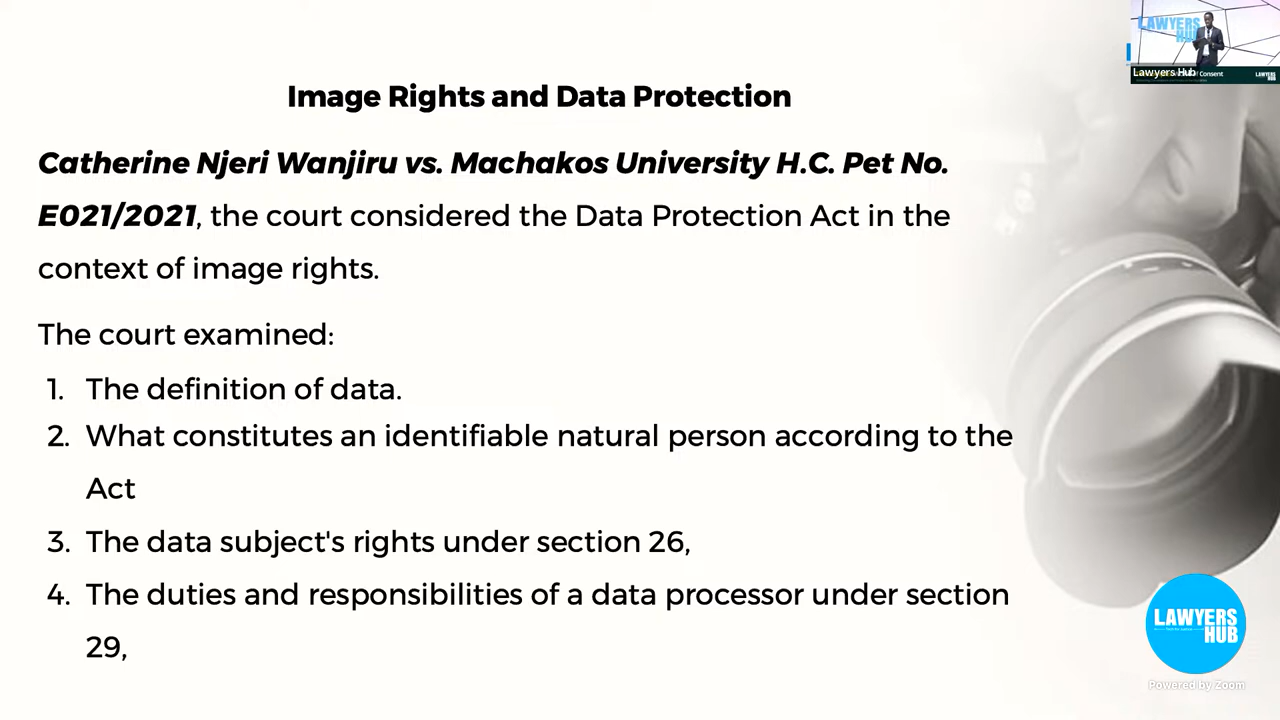 LAWYERS
HUB
Lawyers Hub
Consent
LAWYERS
HUB
Image Rights and Data Protection
Catherine Njeri Wanjiru vs. Machakos University H.C. Pet No.
E021/2021, the court considered the Data Protection Act in the
context of image rights.
The court examined:
1. The definition of data.
2. What constitutes an identifiable natural person according to the
Act
3. The data subject's rights under section 26,
4. The duties and responsibilities of a data processor under section
29,
LAWYERS
HUB
Powered by Zoom